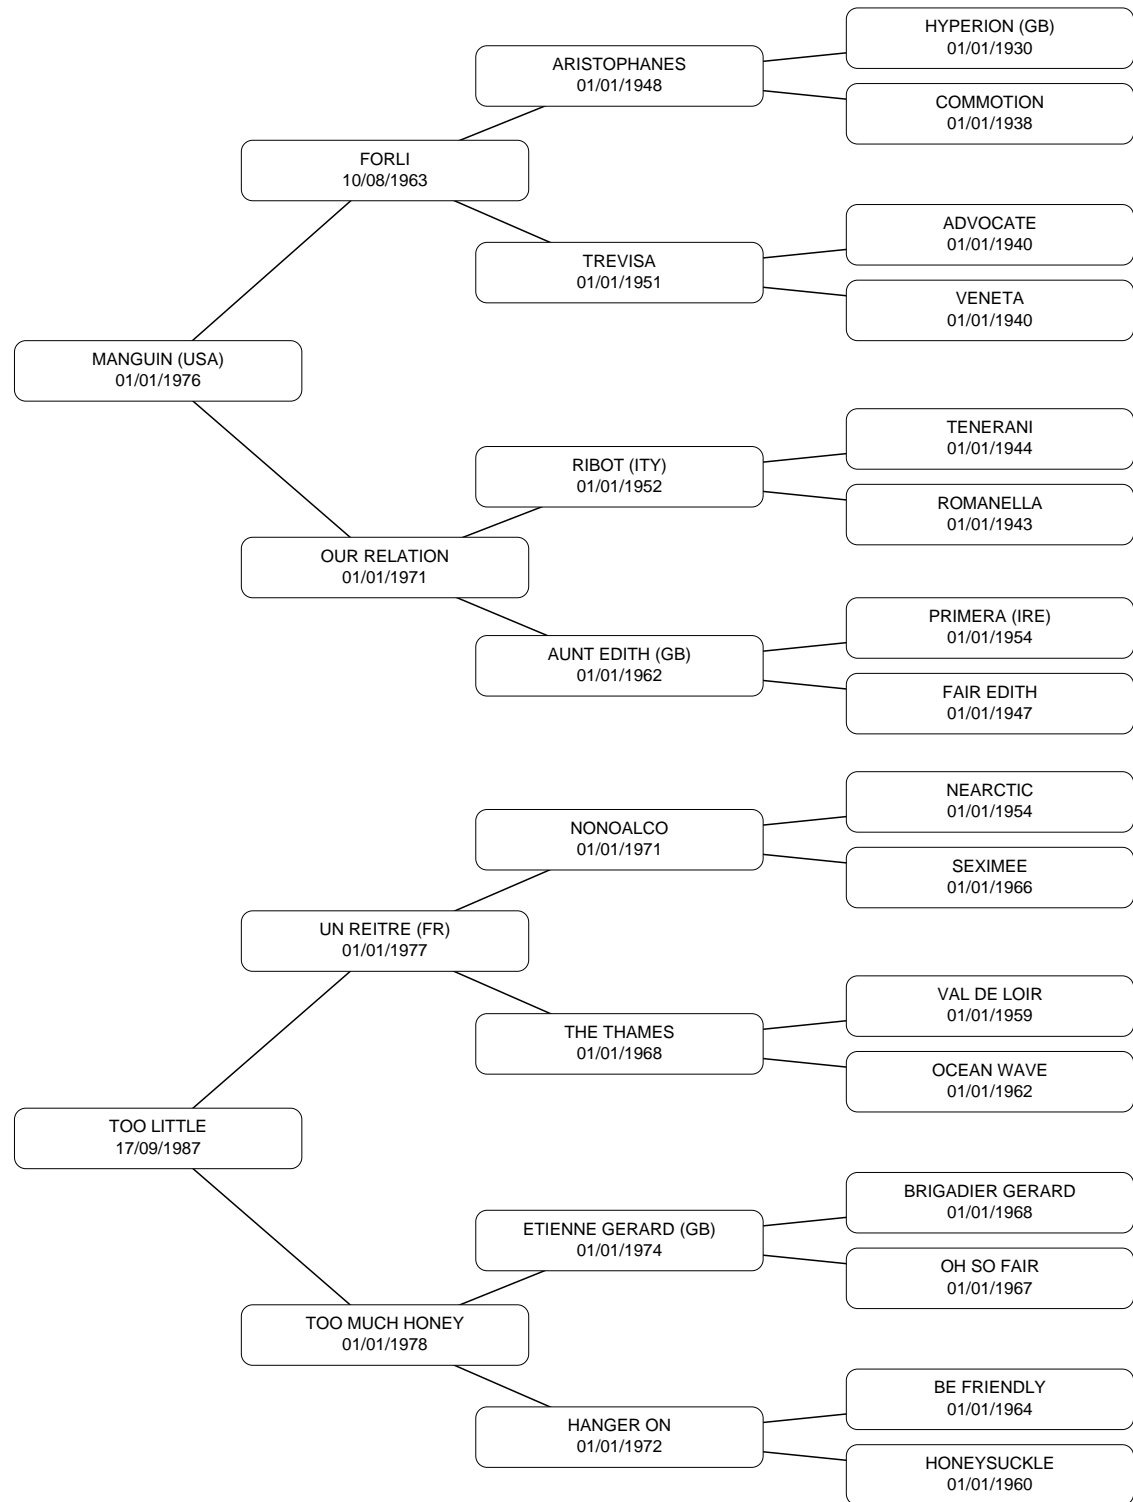 HYPERION (GB)
01/01/1930
ARISTOPHANES
01/01/1948
COMMOTION
01/01/1938
FORLI
10/08/1963
ADVOCATE
01/01/1940
TREVISA
01/01/1951
VENETA
01/01/1940
MANGUIN (USA)
01/01/1976
TENERANI
01/01/1944
RIBOT (ITY)
01/01/1952
ROMANELLA
01/01/1943
OUR RELATION
01/01/1971
PRIMERA (IRE)
01/01/1954
AUNT EDITH (GB)
01/01/1962
FAIR EDITH
01/01/1947
NEARCTIC
01/01/1954
NONOALCO
01/01/1971
SEXIMEE
01/01/1966
UN REITRE (FR)
01/01/1977
VAL DE LOIR
01/01/1959
THE THAMES
01/01/1968
OCEAN WAVE
01/01/1962
TOO LITTLE
17/09/1987
BRIGADIER GERARD
01/01/1968
ETIENNE GERARD (GB)
01/01/1974
OH SO FAIR
01/01/1967
TOO MUCH HONEY
01/01/1978
BE FRIENDLY
01/01/1964
HANGER ON
01/01/1972
HONEYSUCKLE
01/01/1960